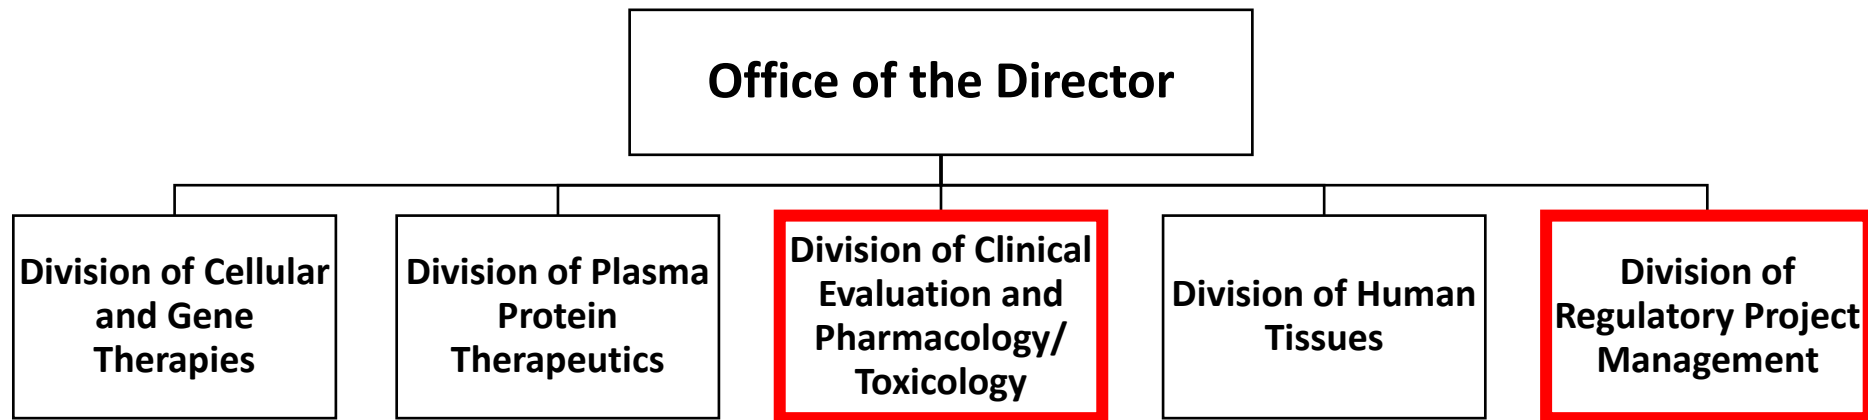 Office of the Director
Division of Cellular
and Gene
Therapies
Division of Plasma
Protein
Therapeutics
Division of Clinical
Evaluation and
Pharmacology/
Toxicology
Division of Human
Tissues
Division of
Regulatory Project
Management